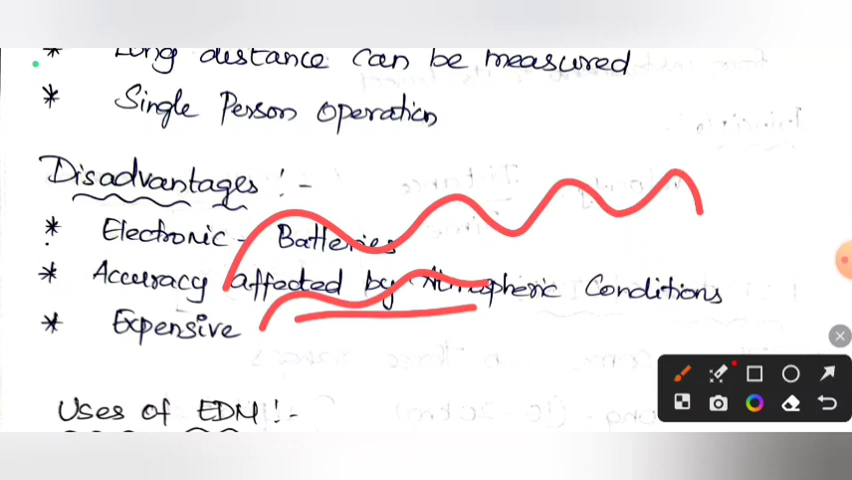 * Long distance can be measured
* Single Person Operation
Disadvantages :-
* Electronic - Batteries
* Accuracy affected by Atmospheric Conditions
* Expensive
Uses of EDM :-